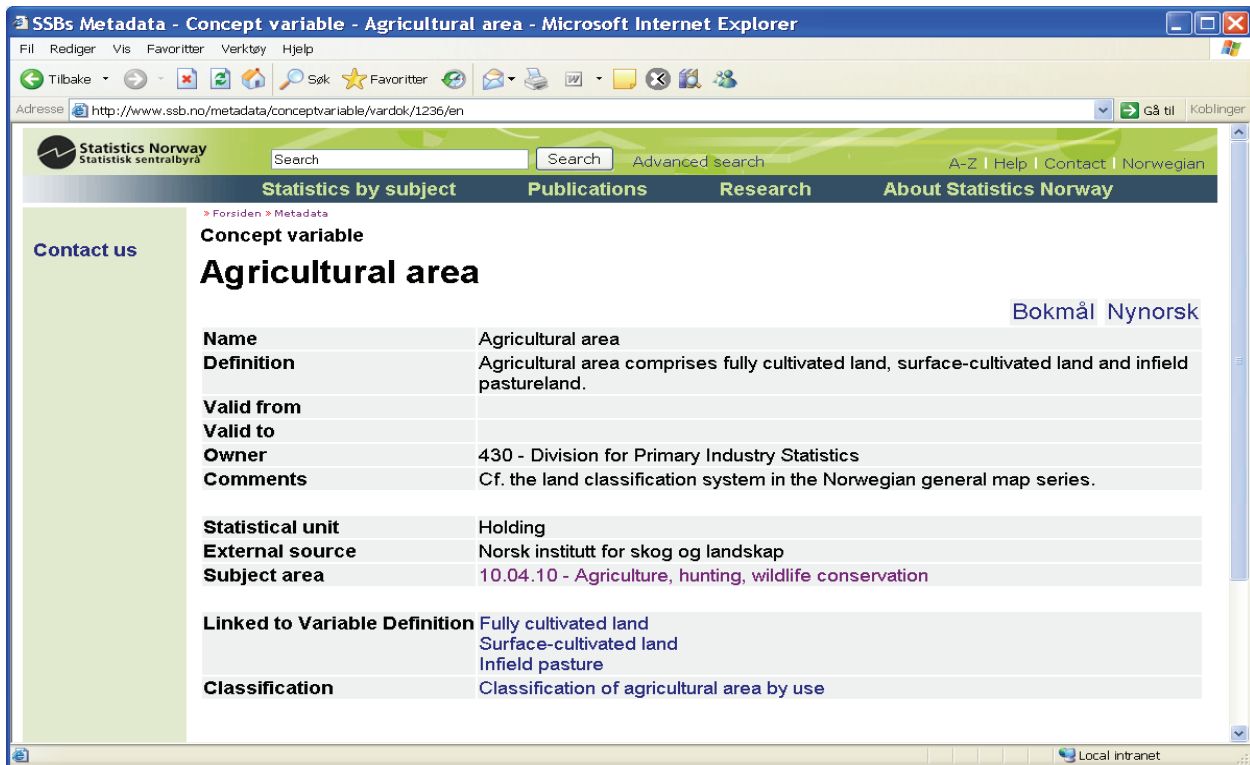 SSBs Metadata - Concept variable - Agricultural area - Microsoft Internet Explorer
Fil Rediger Vis Favoritter Verktøy Hjelp
Tilbake Søk Favoritter
Adresse http://www.ssb.no/metadata/conceptvariable/vardok/1236/en Gå til Koblinger
Statistics Norway
Statistisk sentralbyrå
Search Search Advanced search A-Z | Help | Contact | Norwegian
Statistics by subject Publications Research About Statistics Norway
» Forsiden » Metadata
Contact us
Concept variable
Agricultural area
Bokmål Nynorsk
Name Agricultural area
Definition Agricultural area comprises fully cultivated land, surface-cultivated land and infield
pastureland.
Valid from
Valid to
Owner 430 - Division for Primary Industry Statistics
Comments Cf. the land classification system in the Norwegian general map series.
Statistical unit Holding
External source Norsk institutt for skog og landskap
Subject area 10.04.10 - Agriculture, hunting, wildlife conservation
Linked to Variable Definition Fully cultivated land
Surface-cultivated land
Infield pasture
Classification Classification of agricultural area by use
Local intranet